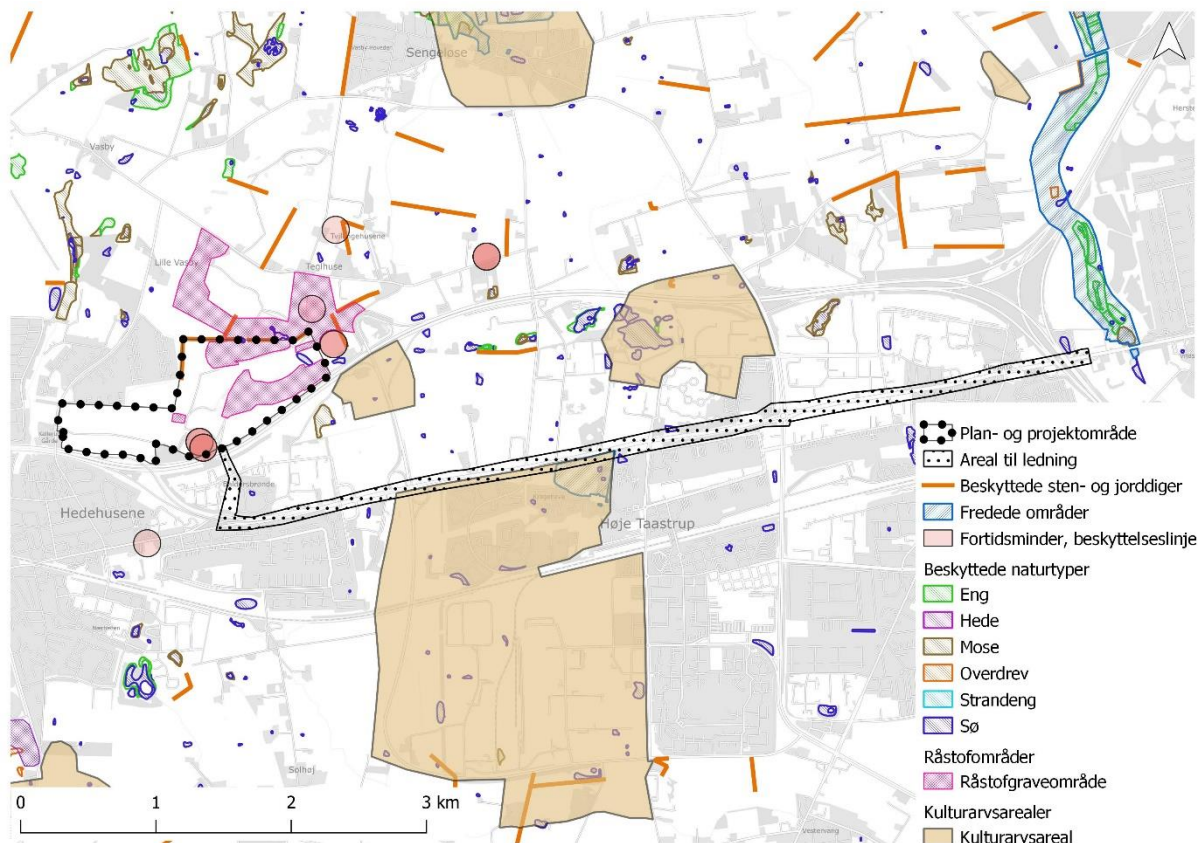 Sengeløse
Vasby
Herste
Lille Vasby
Teglhuse
Hedehusene
Høje Taastrup
Solhøj
Vestervang
0 1 2 3 km
Plan- og projektområde
Areal til ledning
Beskyttede sten- og jorddiger
Fredede områder
Fortidsminder, beskyttelseslinje
Beskyttede naturtyper
Eng
Hede
Mose
Overdrev
Strandeng
Sø
Råstofområder
Råstofgraveområde
Kulturarvsarealer
Kulturarvsareal